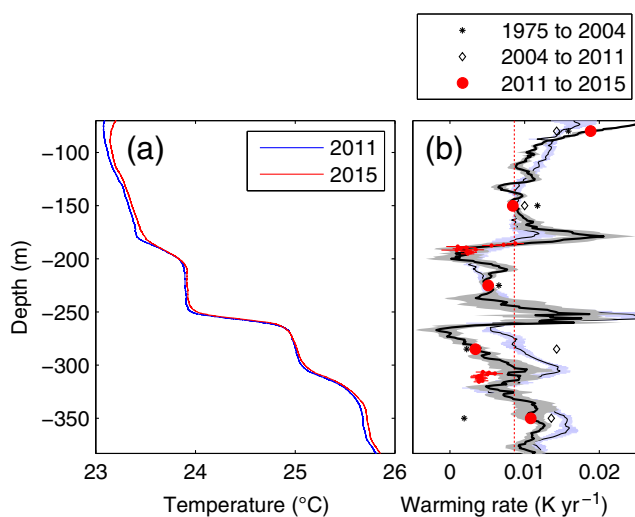 1975 to 2004
2004 to 2011
2011 to 2015
(a)
2011
2015
(b)
−100
−150
−200
−250
−300
−350
Depth (m)
23 24 25 26
0 0.01 0.02
Temperature (°C)
Warming rate (K yr⁻¹)